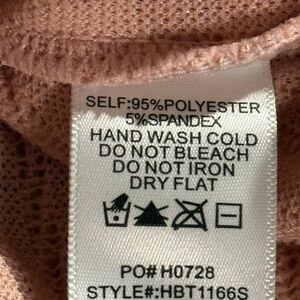 SELF:95%POLYESTER
5%SPANDEX
HAND WASH COLD
DO NOT BLEACH
DO NOT IRON
DRY FLAT
PO# H0728
STYLE#:HBT1166S